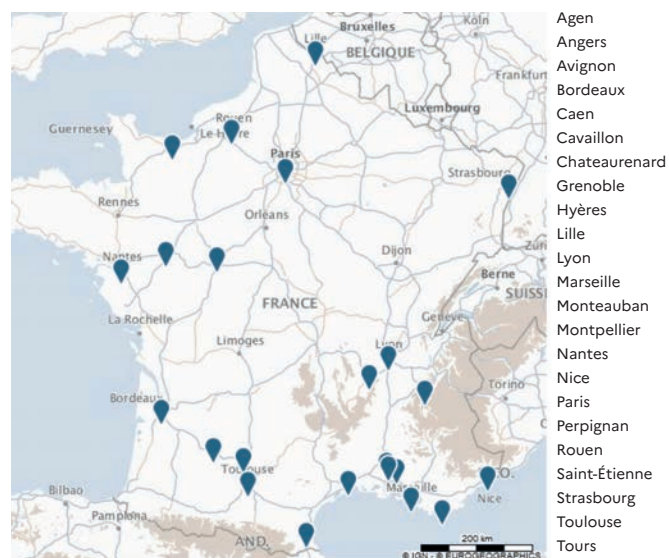 Bruxelles
Köln
Lille
BELGIQUE
Frankfurt
Luxembourg
Guernesey
Rouen
Le Havre
Paris
Strasbourg
Rennes
Orléans
Zür
Nantes
Dijon
Berne
SUISS
FRANCE
La Rochelle
Genève
Limoges
Lyon
Torino
Bordeaux
Toulouse
Marseille
Nice
CO.
Bilbao
Pamplona
AND.
200 km
© IGN - © EUROGEOGRAPHICS
Agen
Angers
Avignon
Bordeaux
Caen
Cavaillon
Chateaurenard
Grenoble
Hyères
Lille
Lyon
Marseille
Monteauban
Montpellier
Nantes
Nice
Paris
Perpignan
Rouen
Saint-Étienne
Strasbourg
Toulouse
Tours